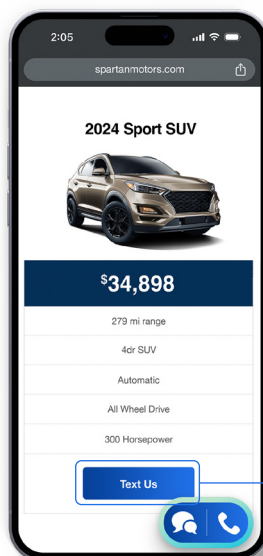 2:05
spartanmotors.com
2024 Sport SUV
$34,898
279 mi range
4dr SUV
Automatic
All Wheel Drive
300 Horsepower
Text Us